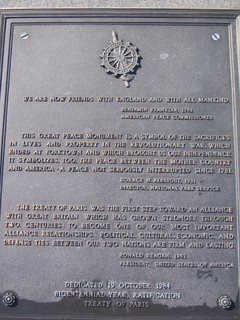 WE ARE NOW FRIENDS WITH ENGLAND AND WITH ALL MANKIND
BENJAMIN FRANKLIN, 1783
AMERICAN PEACE COMMISSIONER
THIS GREAT PEACE MONUMENT IS A SYMBOL OF THE SACRIFICES
IN LIVES AND PROPERTY IN THE REVOLUTIONARY WAR, WHICH
ENDED AT YORKTOWN AND WHICH BROUGHT US OUR INDEPENDENCE.
IT SYMBOLIZES, TOO, THE PEACE BETWEEN THE MOTHER COUNTRY
AND AMERICA - A PEACE NOT SERIOUSLY INTERRUPTED SINCE 1781.
HORACE M. ALBRIGHT, 1931
DIRECTOR, NATIONAL PARK SERVICE
THE TREATY OF PARIS WAS THE FIRST STEP TOWARD AN ALLIANCE
WITH GREAT BRITAIN WHICH HAS GROWN STRONGER THROUGH
TWO CENTURIES TO BECOME ONE OF OUR MOST IMPORTANT
ALLIANCE RELATIONSHIPS. POLITICAL, CULTURAL, ECONOMIC, AND
DEFENSE TIES BETWEEN OUR TWO NATIONS ARE FIRM AND LASTING.
RONALD REAGAN, 1983
PRESIDENT, UNITED STATES OF AMERICA
DEDICATED 19 OCTOBER 1984
BICENTENNIAL YEAR, RATIFICATION
TREATY OF PARIS